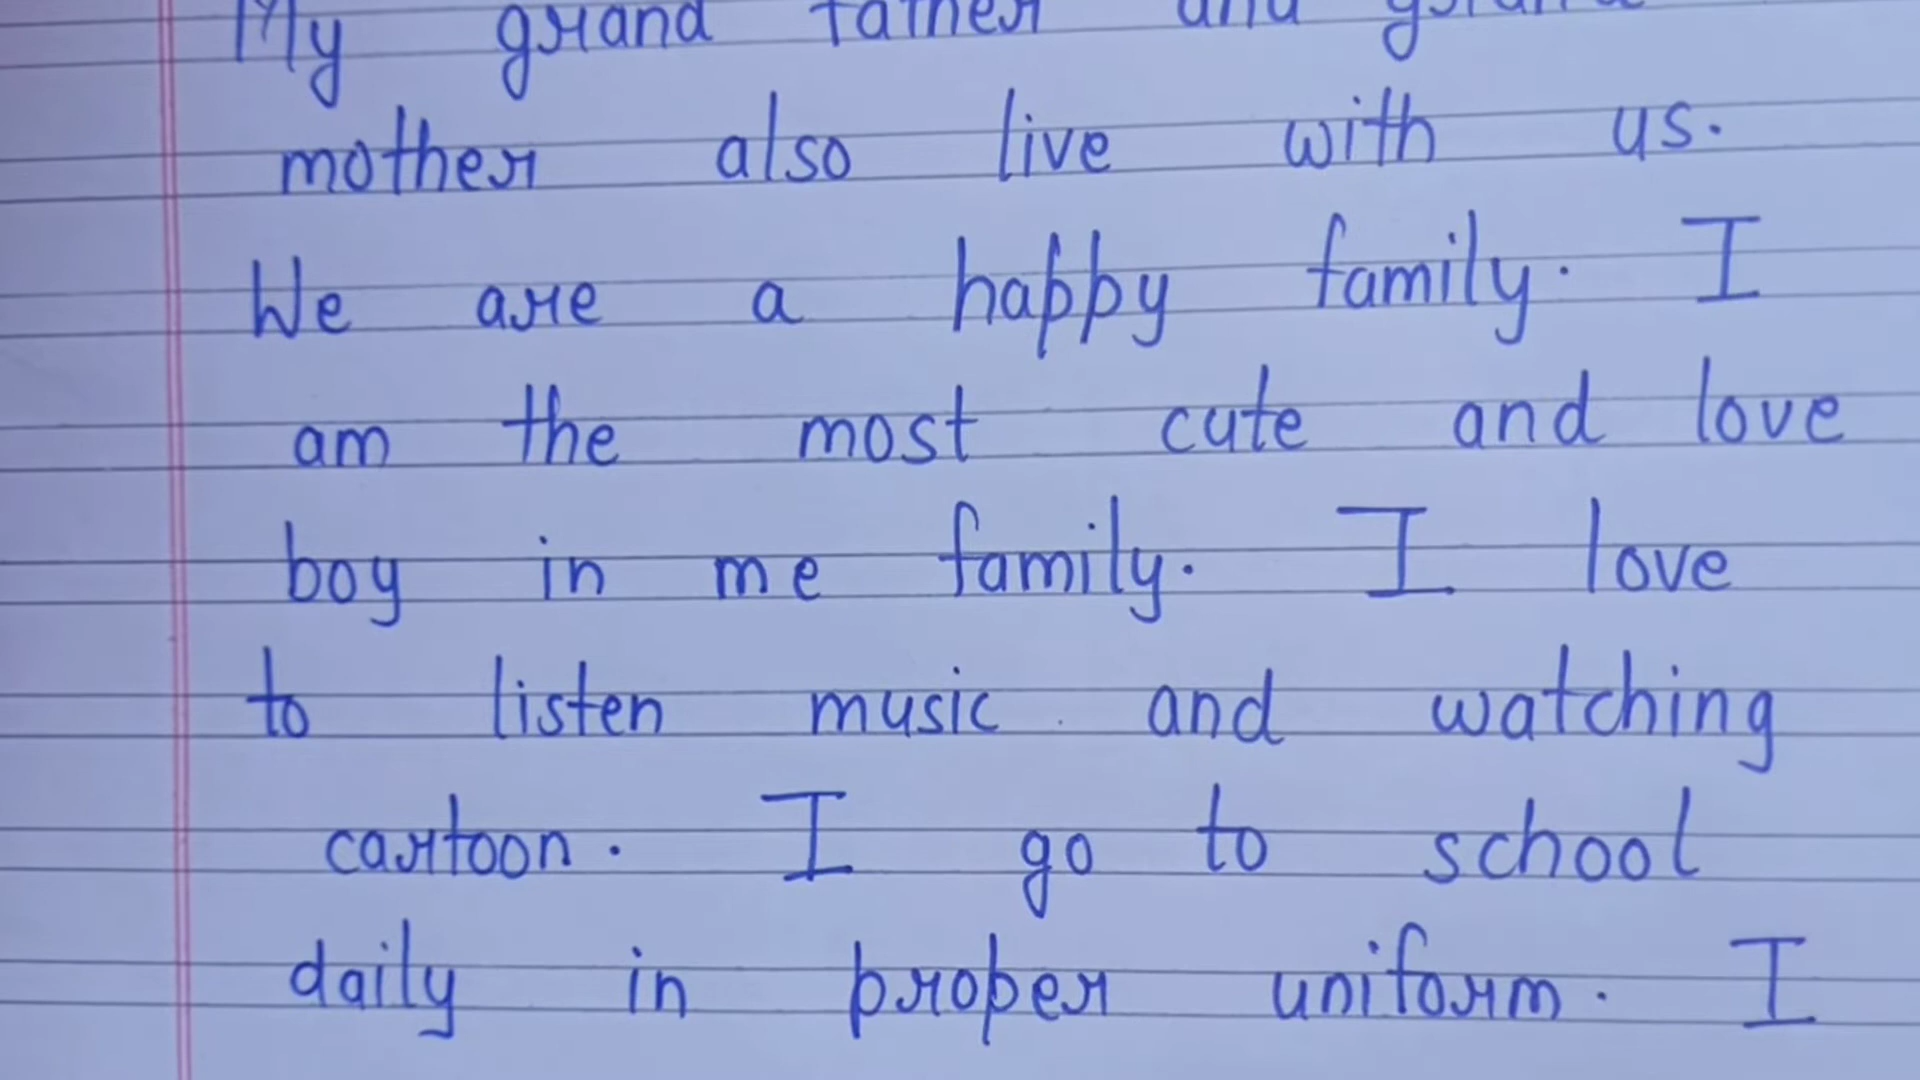 My grand father and grand
mother also live with us.
We are a happy family. I
am the most cute and love
boy in me family. I love
to listen music and watching
cartoon. I go to school
daily in proper uniform. I